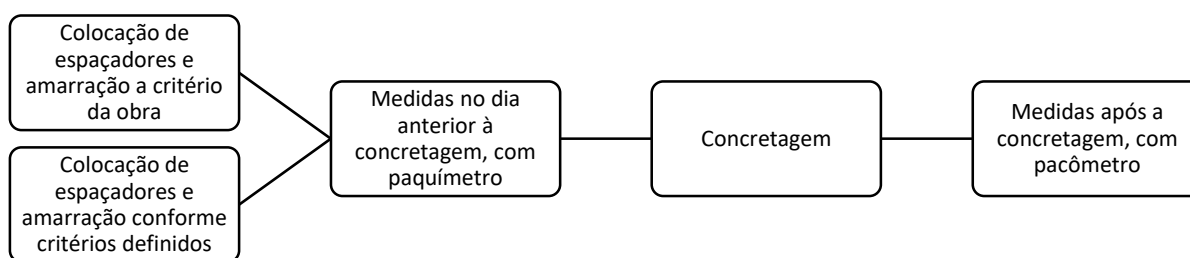 Colocação de
espaçadores e
amarração a critério
da obra
Colocação de
espaçadores e
amarração conforme
critérios definidos
Medidas no dia
anterior à
concretagem, com
paquímetro
Concretagem
Medidas após a
concretagem, com
pacômetro